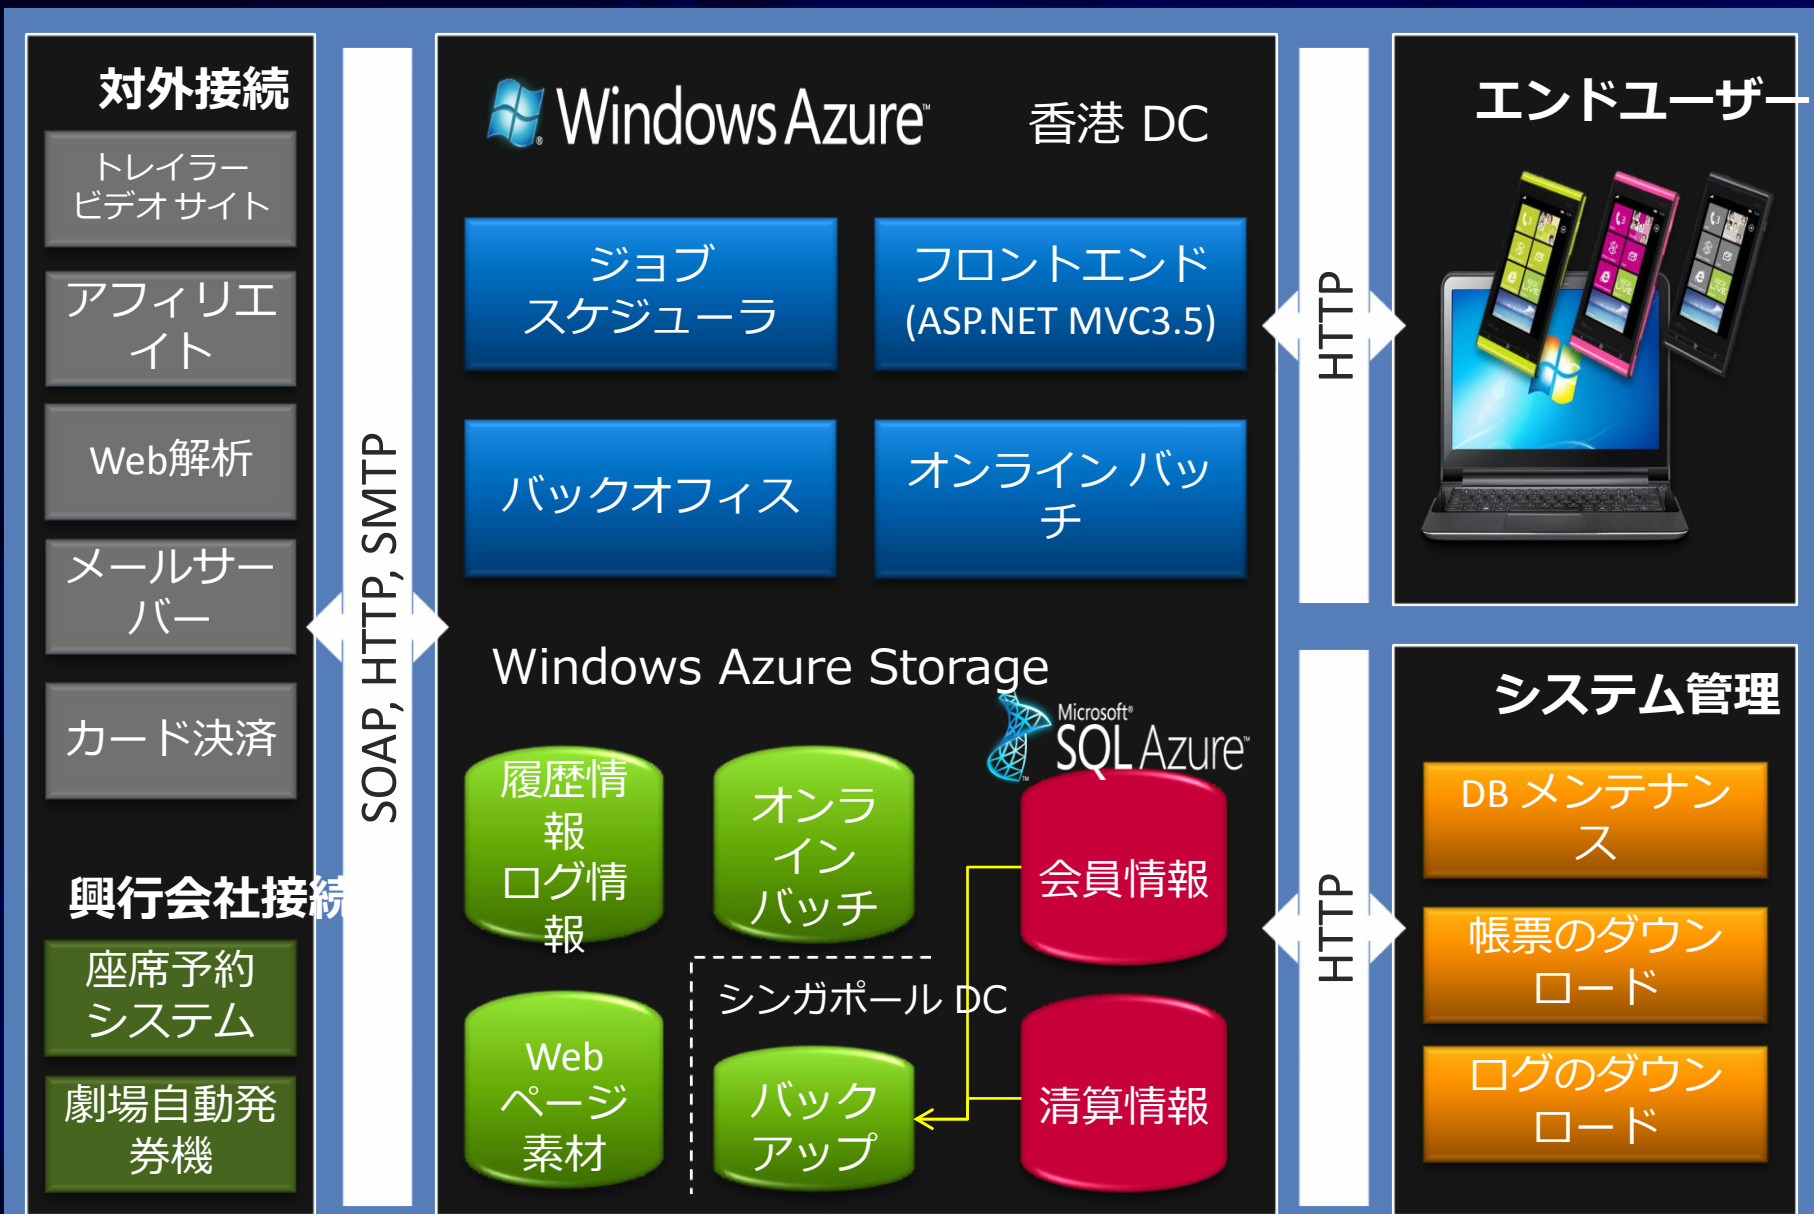 対外接続
トレイラー
ビデオ サイト
アフィリエ
イト
Web解析
メールサー
バー
カード決済
興行会社接続
座席予約
システム
劇場自動発
券機
SOAP, HTTP, SMTP
Windows Azure™
香港 DC
ジョブ
スケジューラ
フロントエンド
(ASP.NET MVC3.5)
バックオフィス
オンライン バッ
チ
Windows Azure Storage
Microsoft®
SQL Azure™
履歴情
報
ログ情
報
オンラ
イン
バッチ
会員情報
シンガポール DC
Web
ページ
素材
バック
アップ
清算情報
HTTP
エンドユーザー
HTTP
システム管理
DB メンテナン
ス
帳票のダウン
ロード
ログのダウン
ロード